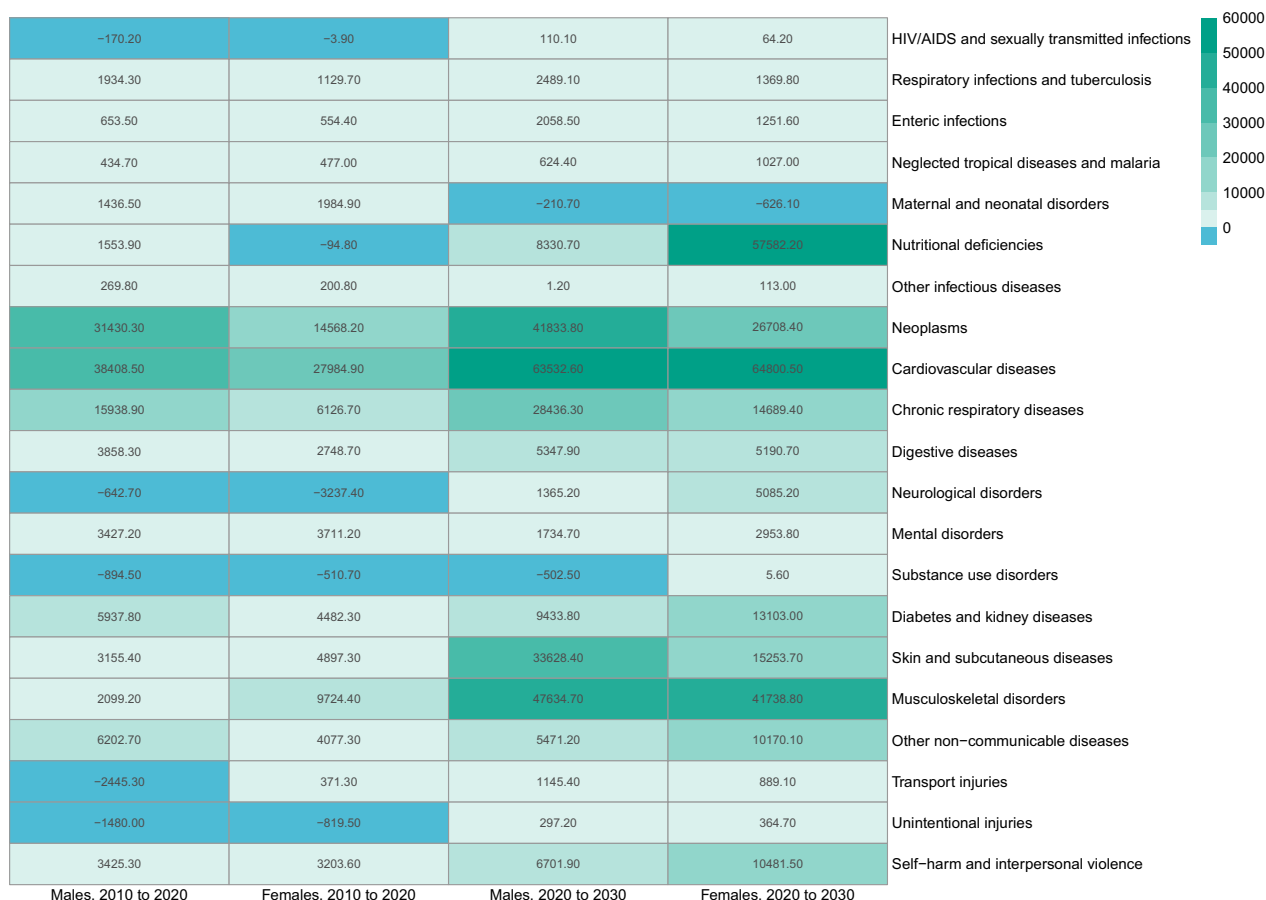 −170.20 −3.90 110.10 64.20 HIV/AIDS and sexually transmitted infections
1934.30 1129.70 2489.10 1369.80 Respiratory infections and tuberculosis
653.50 554.40 2058.50 1251.60 Enteric infections
434.70 477.00 624.40 1027.00 Neglected tropical diseases and malaria
1436.50 1984.90 −210.70 −626.10 Maternal and neonatal disorders
1553.90 −94.80 8330.70 57582.20 Nutritional deficiencies
269.80 200.80 1.20 113.00 Other infectious diseases
31430.30 14568.20 41833.80 26708.40 Neoplasms
38408.50 27984.90 63532.60 64800.50 Cardiovascular diseases
15938.90 6126.70 28436.30 14689.40 Chronic respiratory diseases
3858.30 2748.70 5347.90 5190.70 Digestive diseases
−642.70 −3237.40 1365.20 5085.20 Neurological disorders
3427.20 3711.20 1734.70 2953.80 Mental disorders
−894.50 −510.70 −502.50 5.60 Substance use disorders
5937.80 4482.30 9433.80 13103.00 Diabetes and kidney diseases
3155.40 4897.30 33628.40 15253.70 Skin and subcutaneous diseases
2099.20 9724.40 47634.70 41738.80 Musculoskeletal disorders
6202.70 4077.30 5471.20 10170.10 Other non−communicable diseases
−2445.30 371.30 1145.40 889.10 Transport injuries
−1480.00 −819.50 297.20 364.70 Unintentional injuries
3425.30 3203.60 6701.90 10481.50 Self−harm and interpersonal violence
Males, 2010 to 2020 Females, 2010 to 2020 Males, 2020 to 2030 Females, 2020 to 2030
60000
50000
40000
30000
20000
10000
0